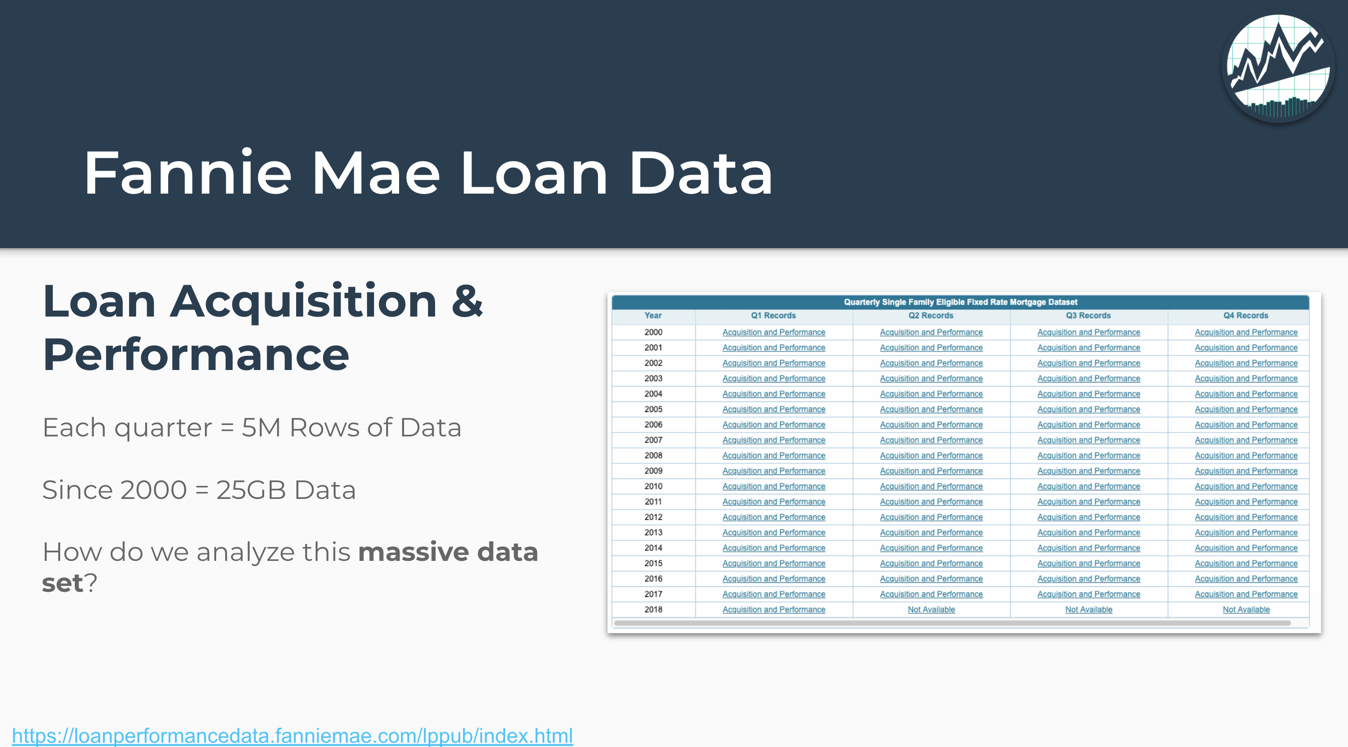 Fannie Mae Loan Data
Loan Acquisition &
Performance
Each quarter = 5M Rows of Data
Since 2000 = 25GB Data
How do we analyze this massive data
set?
Quarterly Single Family Eligible Fixed Rate Mortgage Dataset
Year Q1 Records Q2 Records Q3 Records Q4 Records
2000 Acquisition and Performance Acquisition and Performance Acquisition and Performance Acquisition and Performance
2001 Acquisition and Performance Acquisition and Performance Acquisition and Performance Acquisition and Performance
2002 Acquisition and Performance Acquisition and Performance Acquisition and Performance Acquisition and Performance
2003 Acquisition and Performance Acquisition and Performance Acquisition and Performance Acquisition and Performance
2004 Acquisition and Performance Acquisition and Performance Acquisition and Performance Acquisition and Performance
2005 Acquisition and Performance Acquisition and Performance Acquisition and Performance Acquisition and Performance
2006 Acquisition and Performance Acquisition and Performance Acquisition and Performance Acquisition and Performance
2007 Acquisition and Performance Acquisition and Performance Acquisition and Performance Acquisition and Performance
2008 Acquisition and Performance Acquisition and Performance Acquisition and Performance Acquisition and Performance
2009 Acquisition and Performance Acquisition and Performance Acquisition and Performance Acquisition and Performance
2010 Acquisition and Performance Acquisition and Performance Acquisition and Performance Acquisition and Performance
2011 Acquisition and Performance Acquisition and Performance Acquisition and Performance Acquisition and Performance
2012 Acquisition and Performance Acquisition and Performance Acquisition and Performance Acquisition and Performance
2013 Acquisition and Performance Acquisition and Performance Acquisition and Performance Acquisition and Performance
2014 Acquisition and Performance Acquisition and Performance Acquisition and Performance Acquisition and Performance
2015 Acquisition and Performance Acquisition and Performance Acquisition and Performance Acquisition and Performance
2016 Acquisition and Performance Acquisition and Performance Acquisition and Performance Acquisition and Performance
2017 Acquisition and Performance Acquisition and Performance Acquisition and Performance Acquisition and Performance
2018 Acquisition and Performance Not Available Not Available Not Available
https://loanperformancedata.fanniemae.com/lppub/index.html